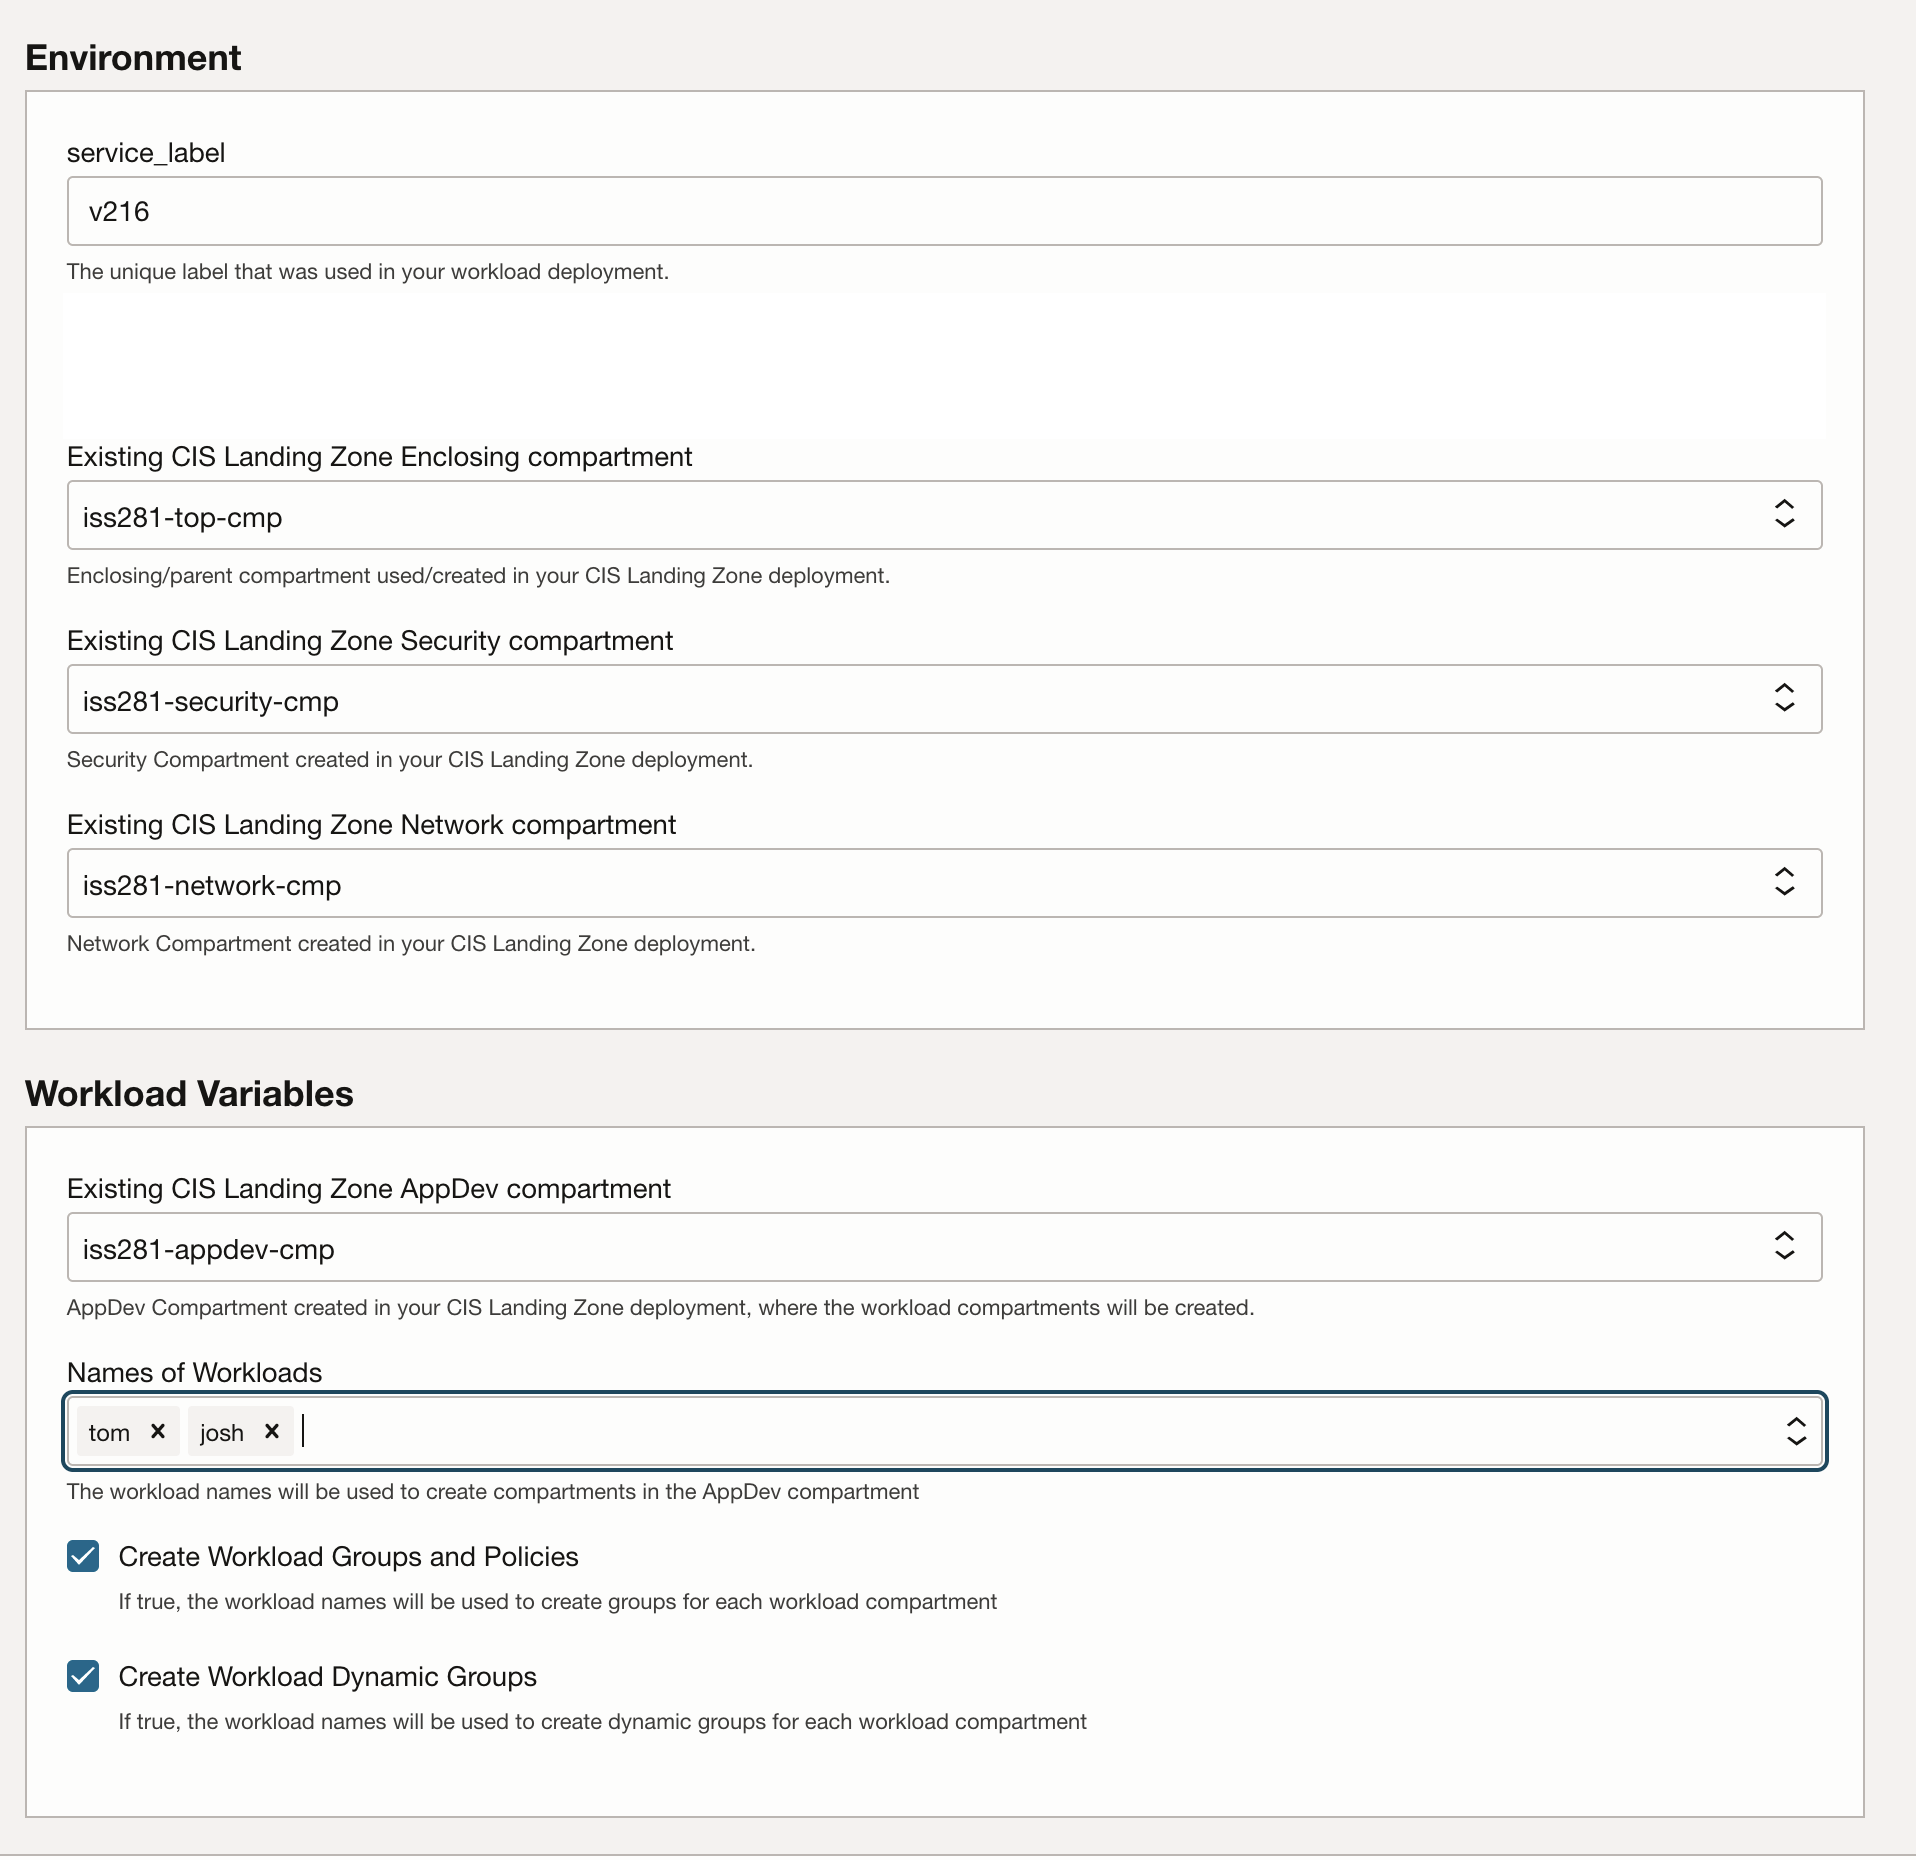 Environment
service_label
v216
The unique label that was used in your workload deployment.
Existing CIS Landing Zone Enclosing compartment
iss281-top-cmp
Enclosing/parent compartment used/created in your CIS Landing Zone deployment.
Existing CIS Landing Zone Security compartment
iss281-security-cmp
Security Compartment created in your CIS Landing Zone deployment.
Existing CIS Landing Zone Network compartment
iss281-network-cmp
Network Compartment created in your CIS Landing Zone deployment.
Workload Variables
Existing CIS Landing Zone AppDev compartment
iss281-appdev-cmp
AppDev Compartment created in your CIS Landing Zone deployment, where the workload compartments will be created.
Names of Workloads
tom × josh ×
The workload names will be used to create compartments in the AppDev compartment
Create Workload Groups and Policies
If true, the workload names will be used to create groups for each workload compartment
Create Workload Dynamic Groups
If true, the workload names will be used to create dynamic groups for each workload compartment